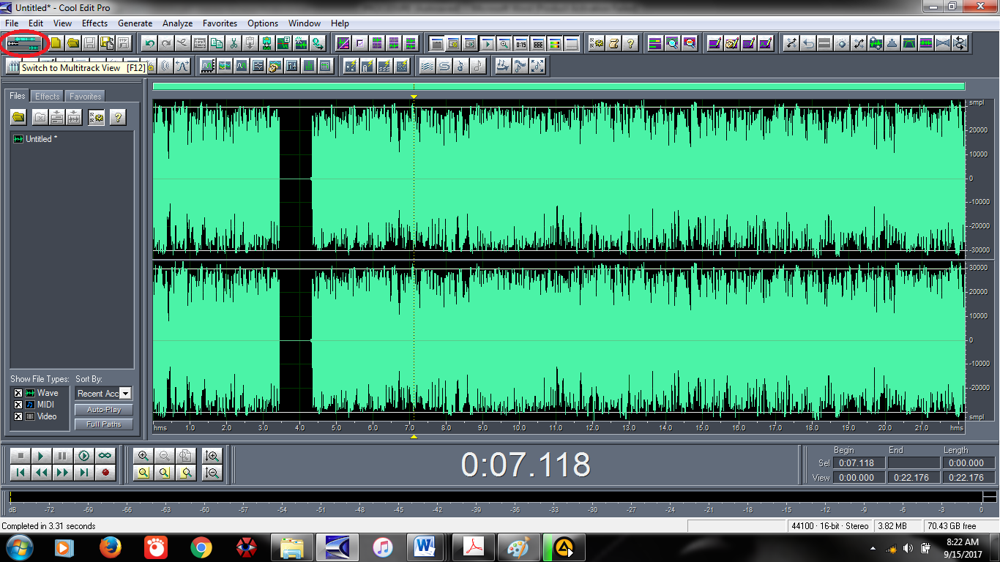 Untitled* - Cool Edit Pro
File Edit View Effects Generate Analyze Favorites Options Window Help
0:15
Switch to Multitrack View [F12]
Files Effects Favorites
Untitled *
smpl
20000
10000
0
-10000
-20000
-30000
30000
20000
10000
0
-10000
-20000
smpl
hms 1.0 2.0 3.0 4.0 5.0 6.0 7.0 8.0 9.0 10.0 11.0 12.0 13.0 14.0 15.0 16.0 17.0 18.0 19.0 20.0 21.0 hms
Show File Types: Sort By:
Wave Recent Acc
MIDI
Video
Auto-Play
Full Paths
0:07.118
Begin End Length
Sel 0:07.118 0:00.000
View 0:00.000 0:22.176 0:22.176
dB -72 -69 -66 -63 -60 -57 -54 -51 -48 -45 -42 -39 -36 -33 -30 -27 -24 -21 -18 -15 -12 -9 -6 -3 0
Completed in 3.31 seconds
44100 · 16-bit · Stereo 3.82 MB 70.43 GB free
8:22 AM
9/15/2017